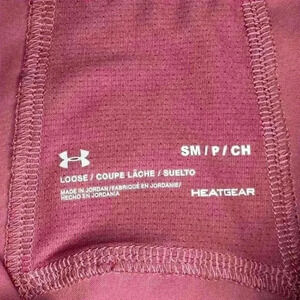 SM / P / CH
LOOSE / COUPE LÂCHE / SUELTO
MADE IN JORDAN/FABRIQUÉ EN JORDANIE/
HECHO EN JORDANIA
HEATGEAR